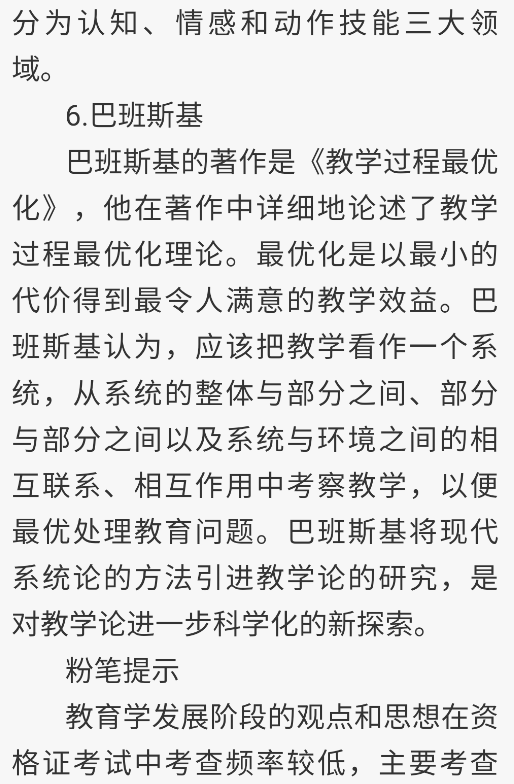 分为认知、情感和动作技能三大领
域。
6.巴班斯基
巴班斯基的著作是《教学过程最优
化》，他在著作中详细地论述了教学
过程最优化理论。最优化是以最小的
代价得到最令人满意的教学效益。巴
班斯基认为，应该把教学看作一个系
统，从系统的整体与部分之间、部分
与部分之间以及系统与环境之间的相
互联系、相互作用中考察教学，以便
最优处理教育问题。巴班斯基将现代
系统论的方法引进教学论的研究，是
对教学论进一步科学化的新探索。
粉笔提示
教育学发展阶段的观点和思想在资
格证考试中考查频率较低，主要考查